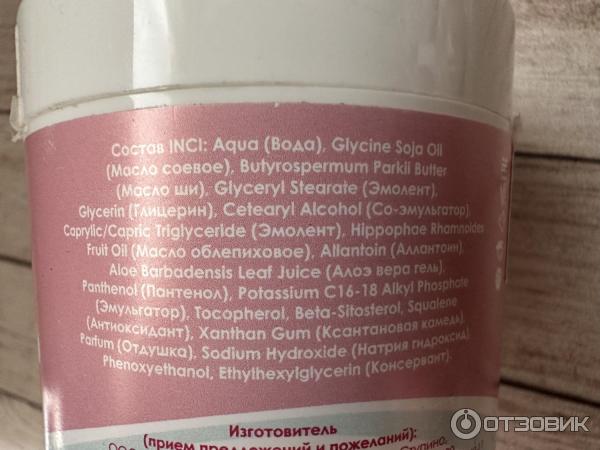 Состав INCI: Aqua (Вода), Glycine Soja Oil
(Масло соевое), Butyrospermum Parkii Butter
(Масло ши), Glyceryl Stearate (Эмолент),
Glycerin (Глицерин), Cetearyl Alcohol (Со-эмульгатор),
Caprylic/Capric Triglyceride (Эмолент), Hippophae Rhamnoides
Fruit Oil (Масло облепиховое), Allantoin (Аллантоин),
Aloe Barbadensis Leaf Juice (Алоэ вера гель),
Panthenol (Пантенол), Potassium C16-18 Alkyl Phosphate
(Эмульгатор), Tocopherol, Beta-Sitosterol, Squalene
(Антиоксидант), Xanthan Gum (Ксантановая камедь),
Parfum (Отдушка), Sodium Hydroxide (Натрия гидроксид),
Phenoxyethanol, Ethylhexylglycerin (Консервант).
Изготовитель
(прием предложений и пожеланий):
ООО
Ступино,
ОТЗОВИК